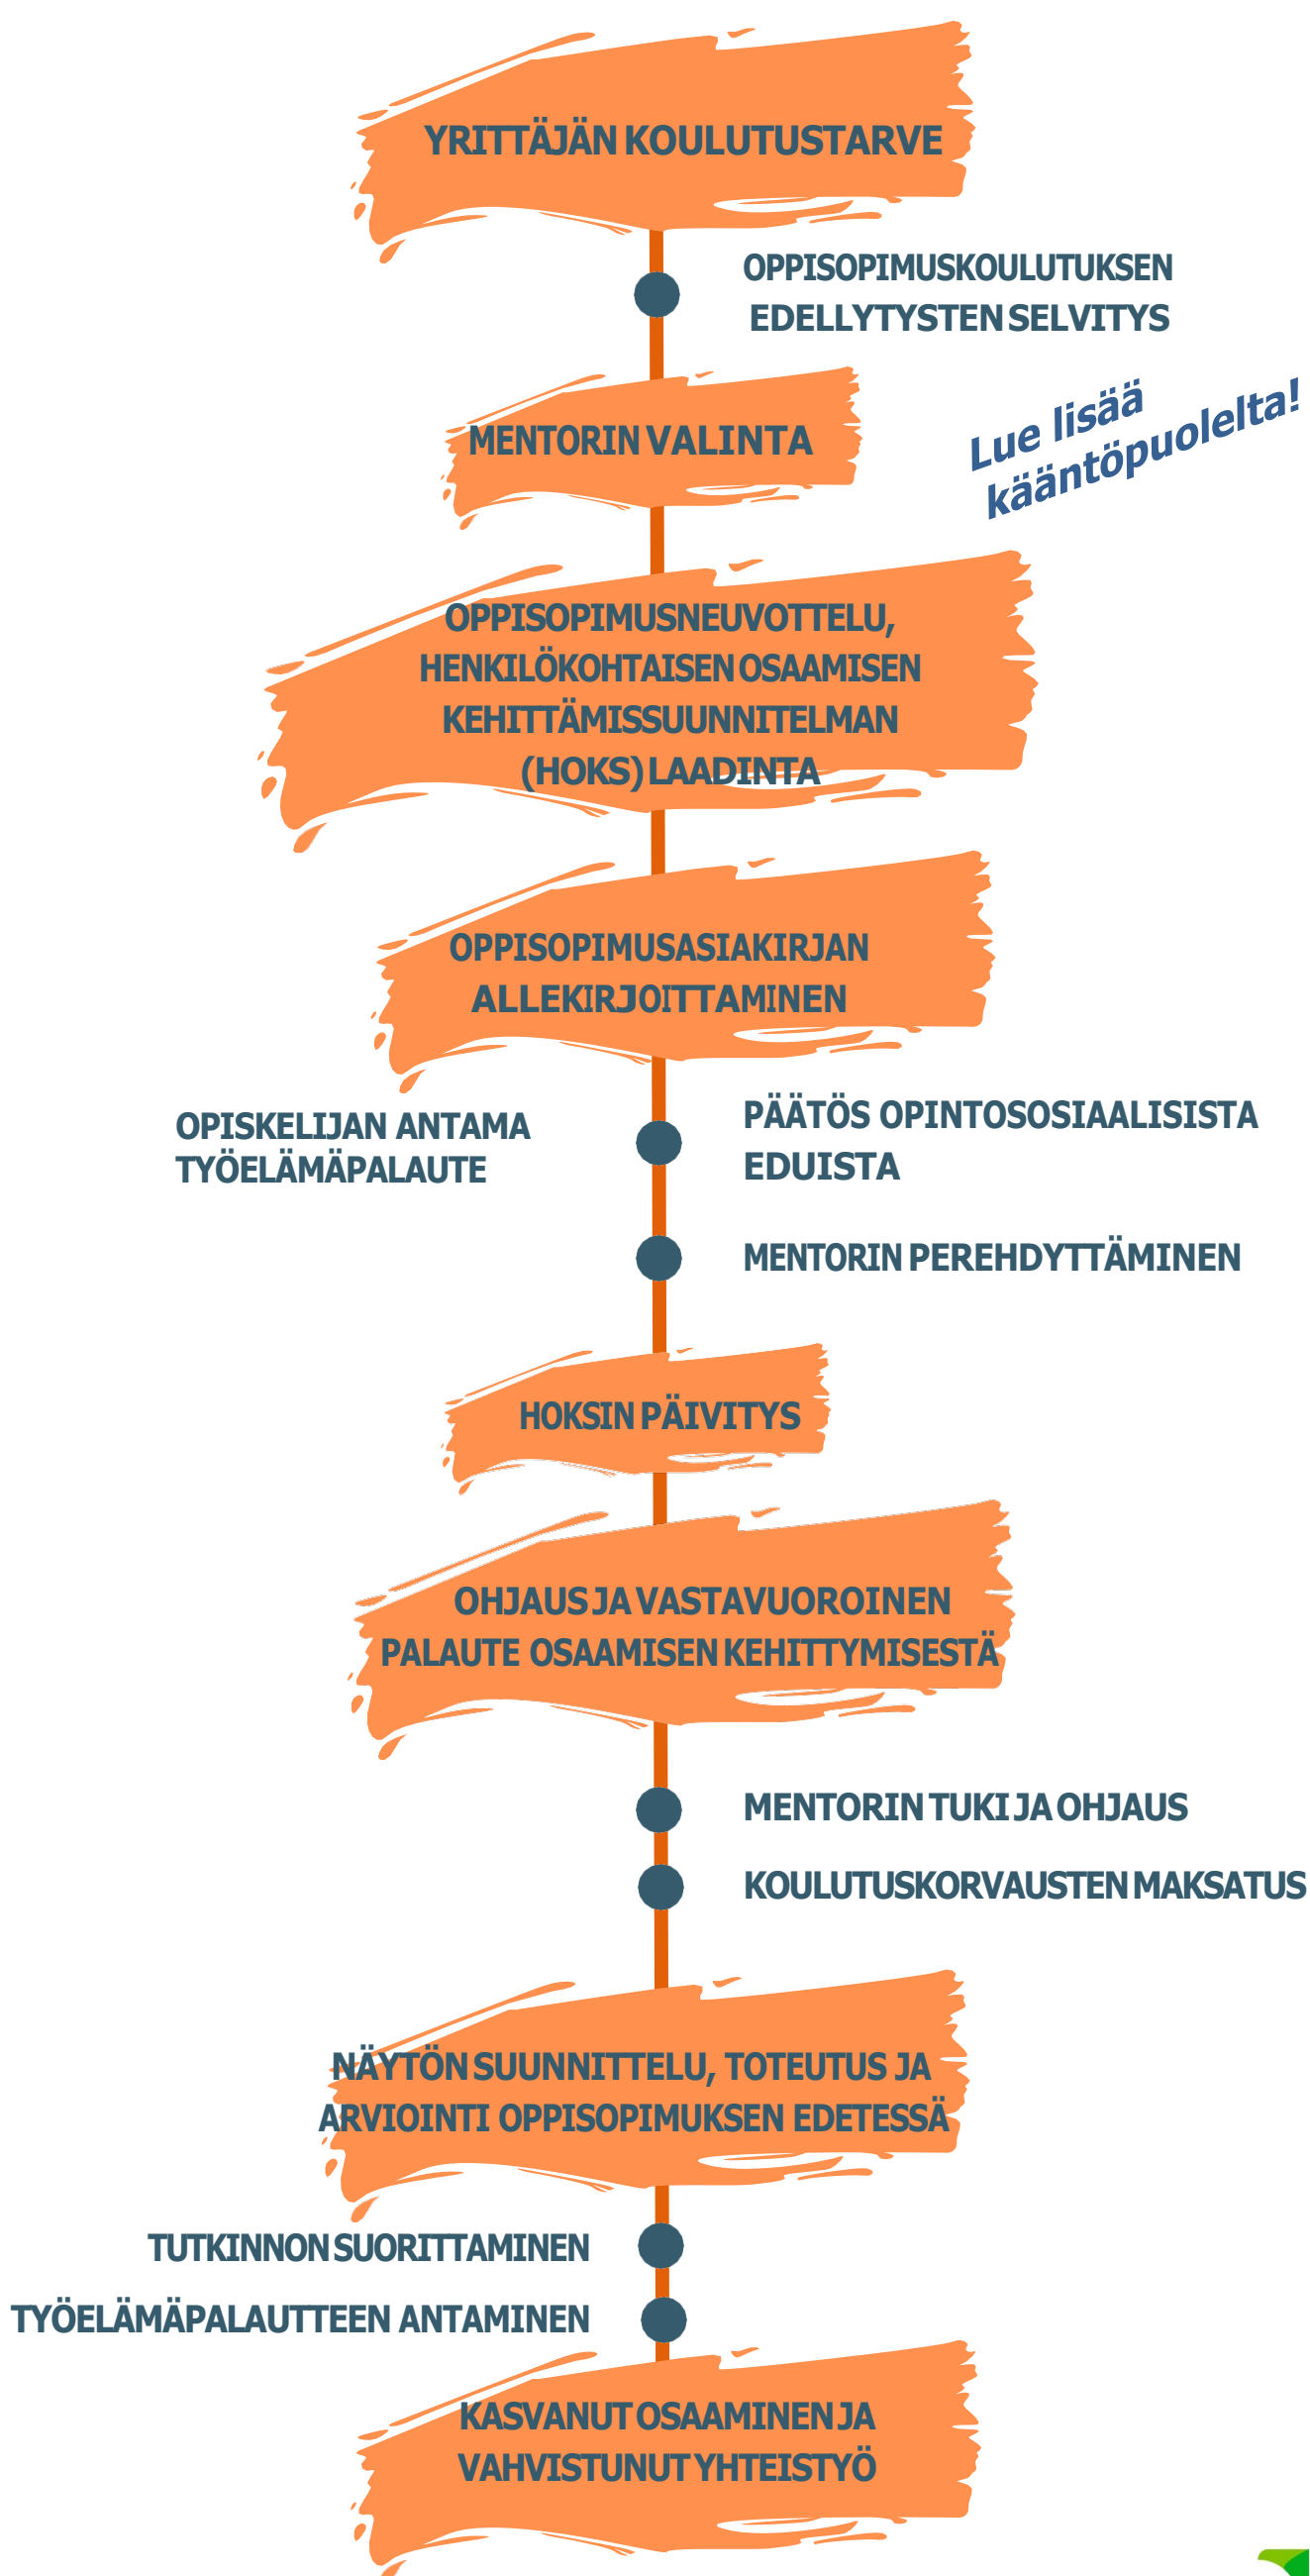 YRITTÄJÄN KOULUTUSTARVE
OPPISOPIMUSKOULUTUKSEN
EDELLYTYSTEN SELVITYS
Lue lisää
kääntöpuolelta!
MENTORIN VALINTA
OPPISOPIMUSNEUVOTTELU,
HENKILÖKOHTAISEN OSAAMISEN
KEHITTÄMISSUUNNITELMAN
(HOKS) LAADINTA
OPPISOPIMUSASIAKIRJAN
ALLEKIRJOITTAMINEN
OPISKELIJAN ANTAMA
TYÖELÄMÄPALAUTE
PÄÄTÖS OPINTOSOSIAALISISTA
EDUISTA
MENTORIN PEREHDYTTÄMINEN
HOKSIN PÄIVITYS
OHJAUS JA VASTAVUOROINEN
PALAUTE OSAAMISEN KEHITTYMISESTÄ
MENTORIN TUKI JA OHJAUS
KOULUTUSKORVAUSTEN MAKSATUS
NÄYTÖN SUUNNITTELU, TOTEUTUS JA
ARVIOINTI OPPISOPIMUKSEN EDETESSÄ
TUTKINNON SUORITTAMINEN
TYÖELÄMÄPALAUTTEEN ANTAMINEN
KASVANUT OSAAMINEN JA
VAHVISTUNUT YHTEISTYÖ